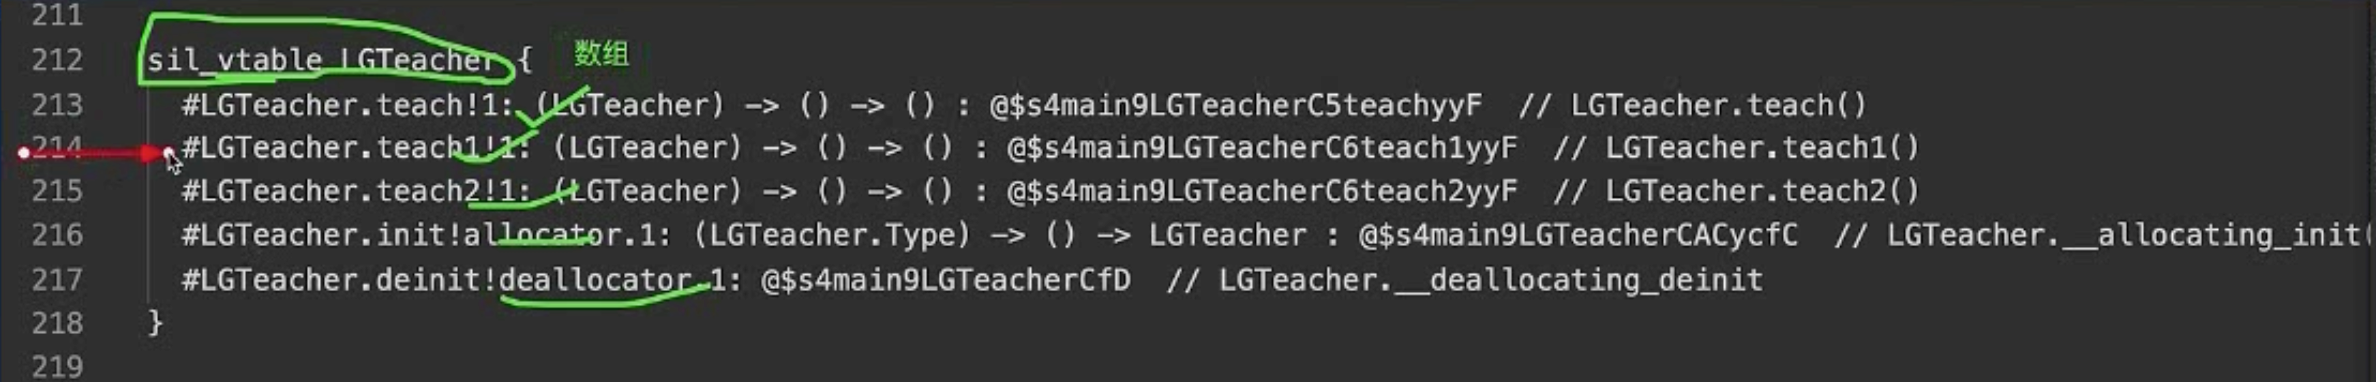 211
212 sil_vtable LGTeacher { 数组
213 #LGTeacher.teach!1: (LGTeacher) -> () -> () : @$s4main9LGTeacherC5teachyyF // LGTeacher.teach()
214 #LGTeacher.teach1!1: (LGTeacher) -> () -> () : @$s4main9LGTeacherC6teach1yyF // LGTeacher.teach1()
215 #LGTeacher.teach2!1: (LGTeacher) -> () -> () : @$s4main9LGTeacherC6teach2yyF // LGTeacher.teach2()
216 #LGTeacher.init!allocator.1: (LGTeacher.Type) -> () -> LGTeacher : @$s4main9LGTeacherCACycfC // LGTeacher.__allocating_init(
217 #LGTeacher.deinit!deallocator.1: @$s4main9LGTeacherCfD // LGTeacher.__deallocating_deinit
218 }
219